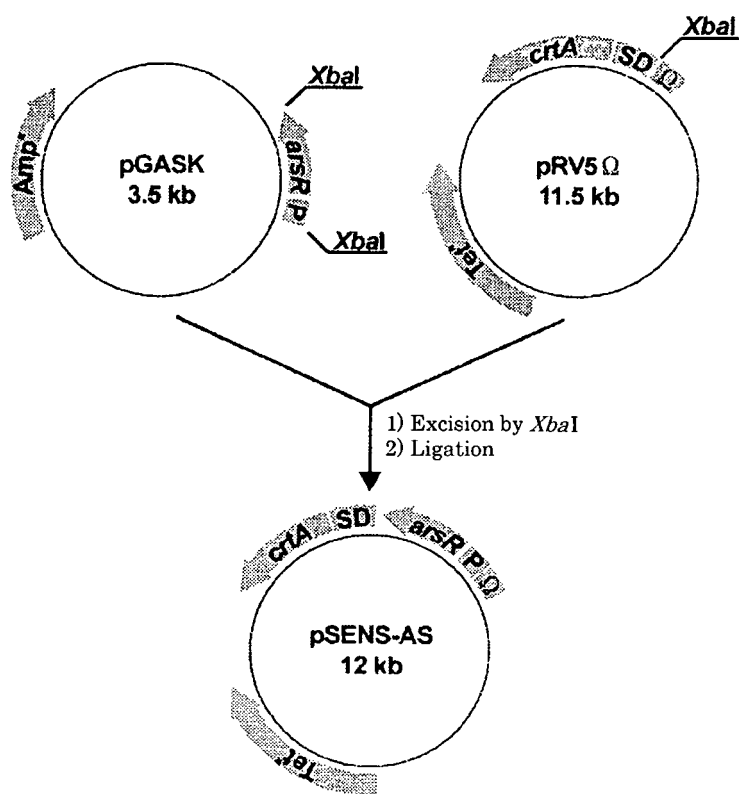 XbaI
Ampʳ
pGASK
3.5 kb
arsR P
XbaI
XbaI
crtA SD Ω
pRV5 Ω
11.5 kb
Tetʳ
1) Excision by XbaI
2) Ligation
crtA SD
arsR P Ω
pSENS-AS
12 kb
Tetʳ